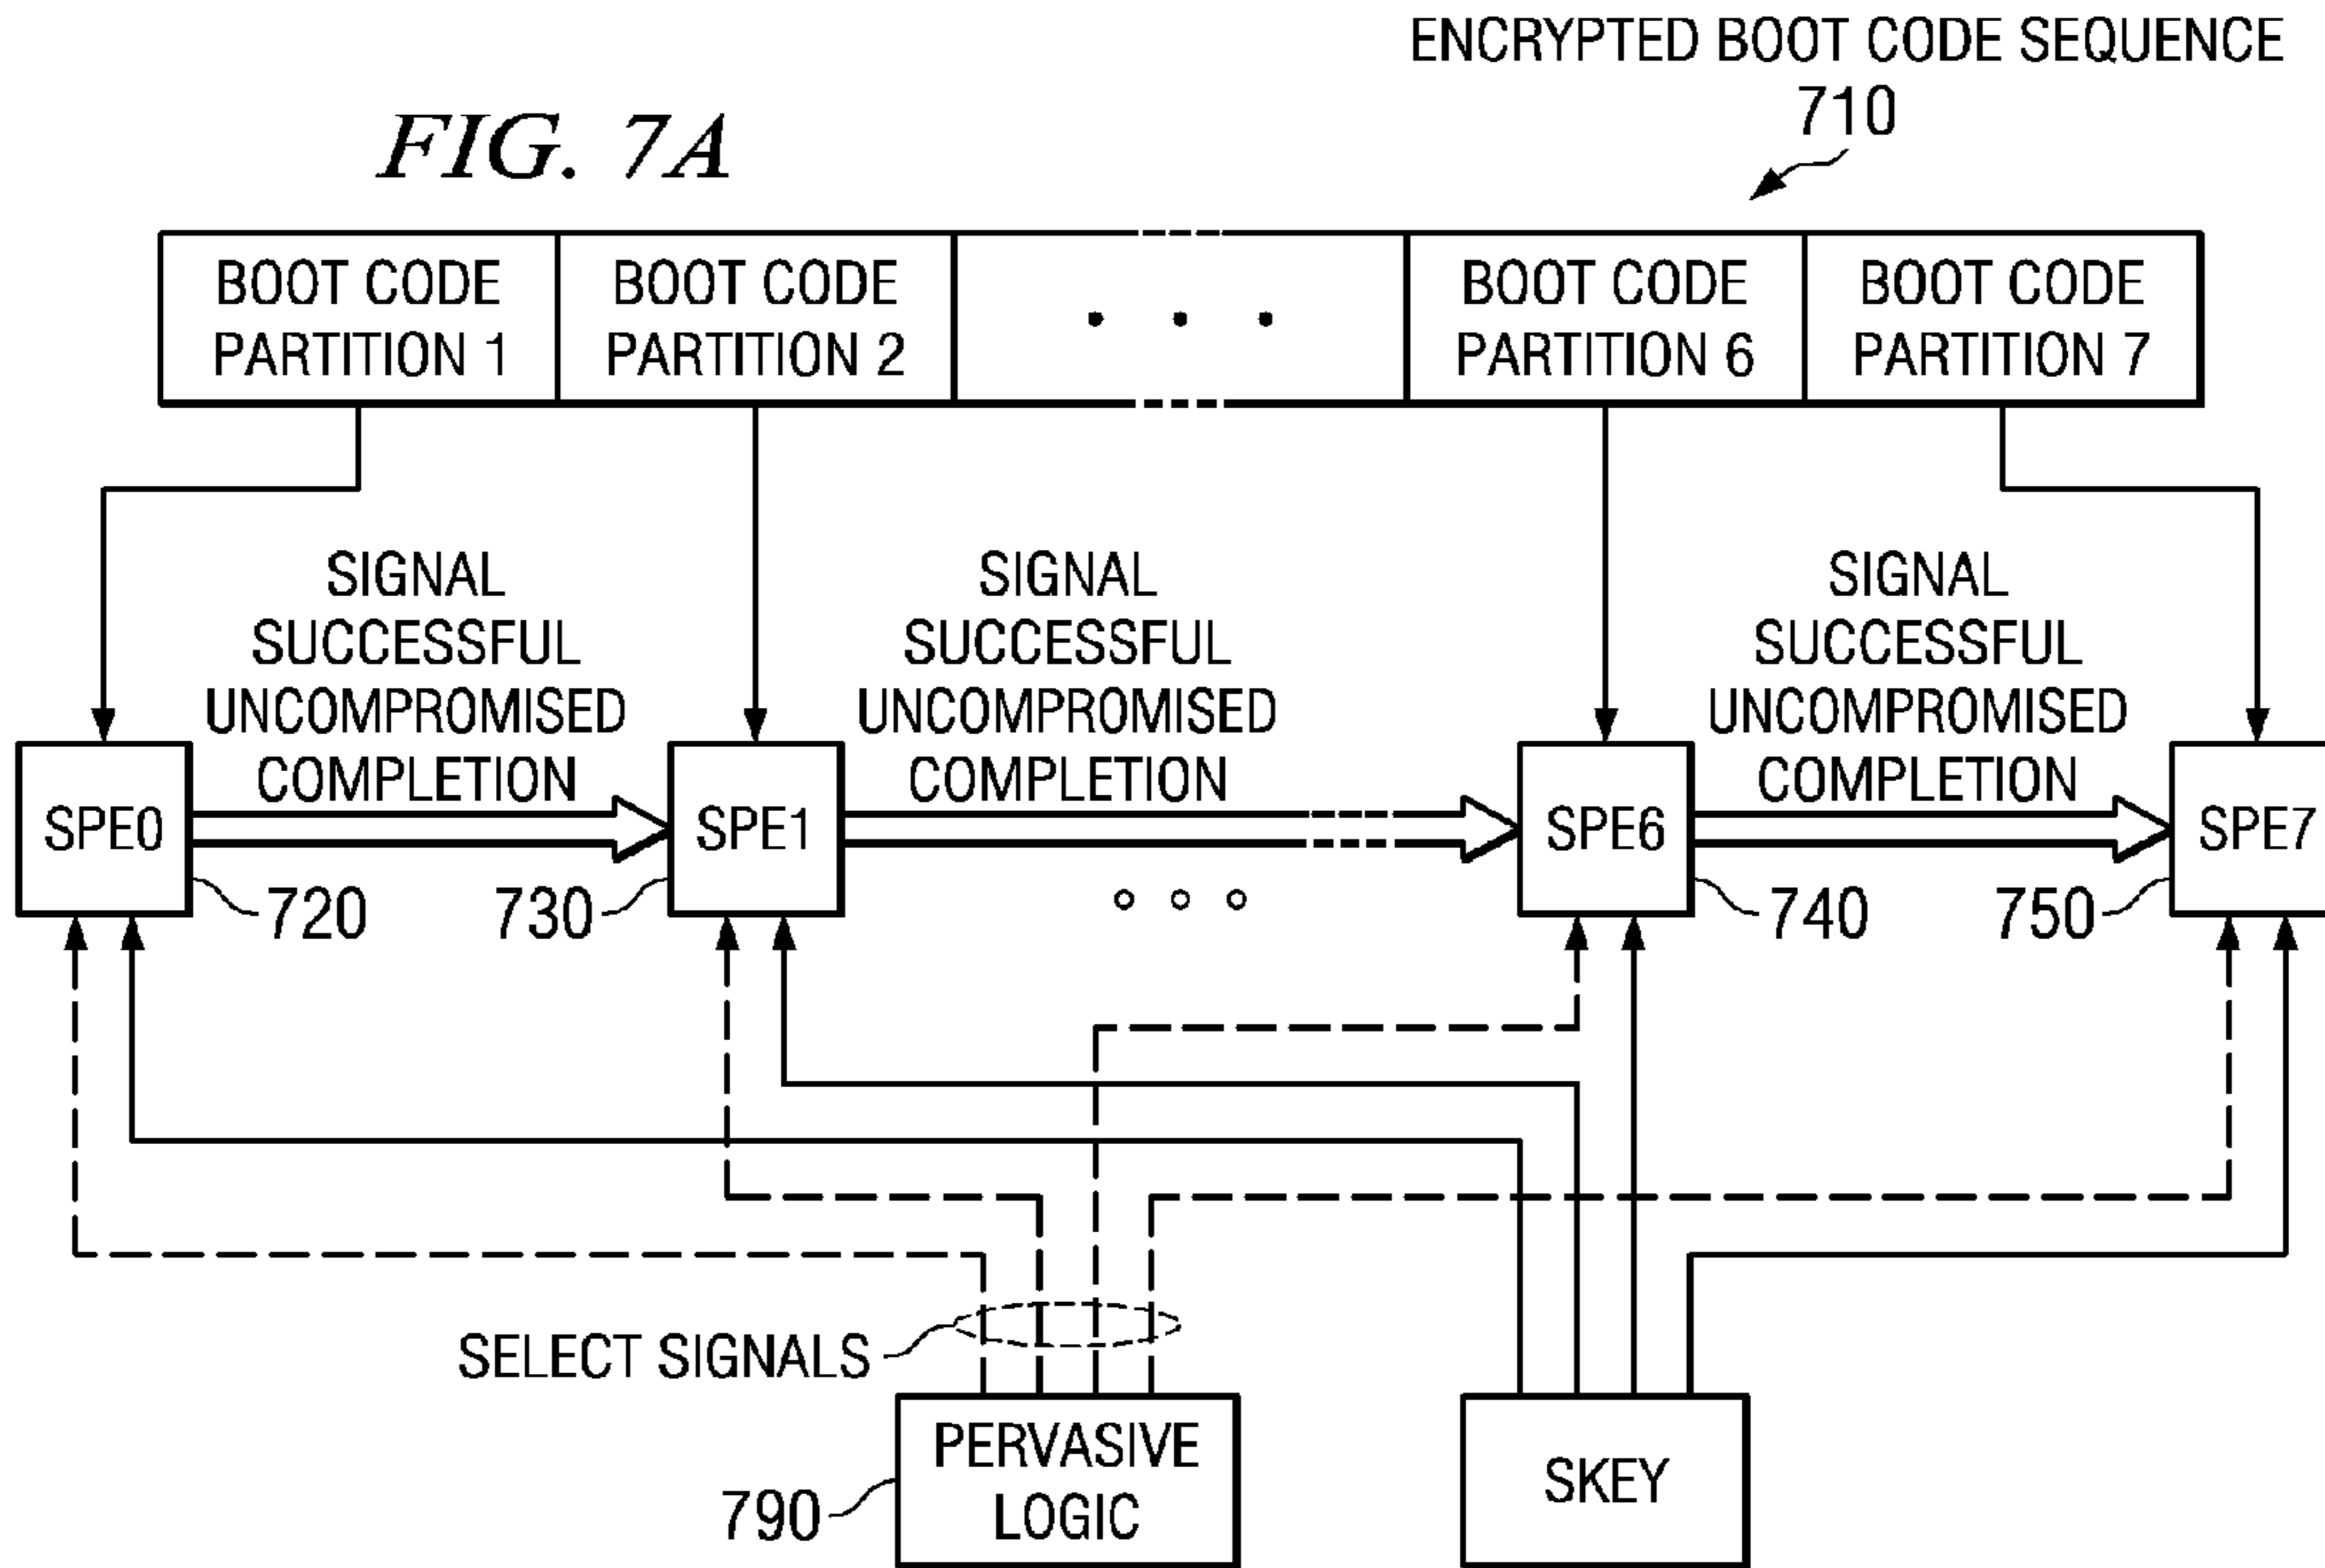 ENCRYPTED BOOT CODE SEQUENCE
710
FIG. 7A
BOOT CODE
PARTITION 1
BOOT CODE
PARTITION 2
BOOT CODE
PARTITION 6
BOOT CODE
PARTITION 7
SIGNAL
SUCCESSFUL
UNCOMPROMISED
COMPLETION
SIGNAL
SUCCESSFUL
UNCOMPROMISED
COMPLETION
SIGNAL
SUCCESSFUL
UNCOMPROMISED
COMPLETION
SPE0
SPE1
SPE6
SPE7
720
730
740
750
SELECT SIGNALS
PERVASIVE
LOGIC
790
SKEY